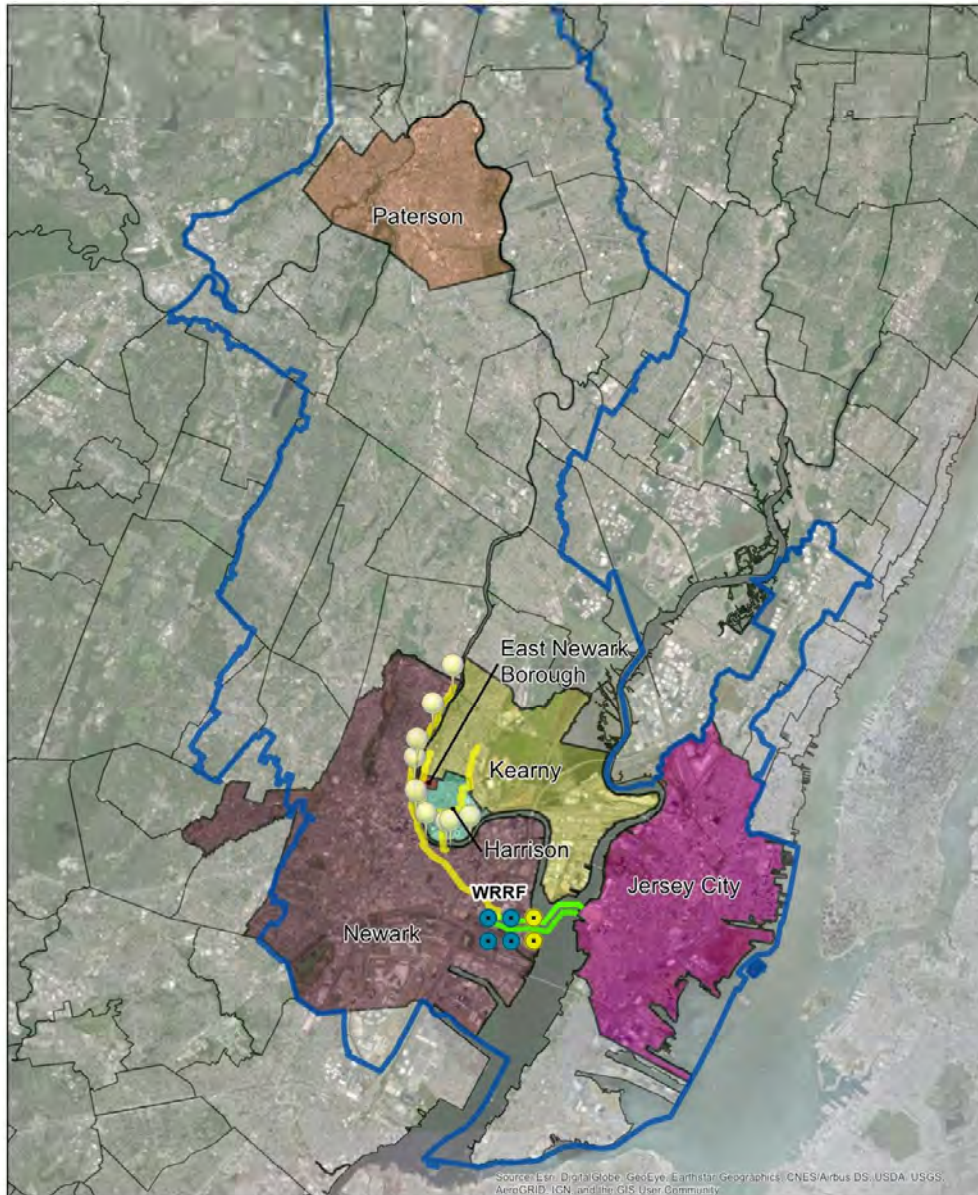 Paterson
East Newark
Borough
Kearny
Harrison
WRRF
Jersey City
Newark
Source: Esri, DigitalGlobe, GeoEye, Earthstar Geographics, CNES/Airbus DS, USDA, USGS,
AeroGRID, IGN, and the GIS User Community